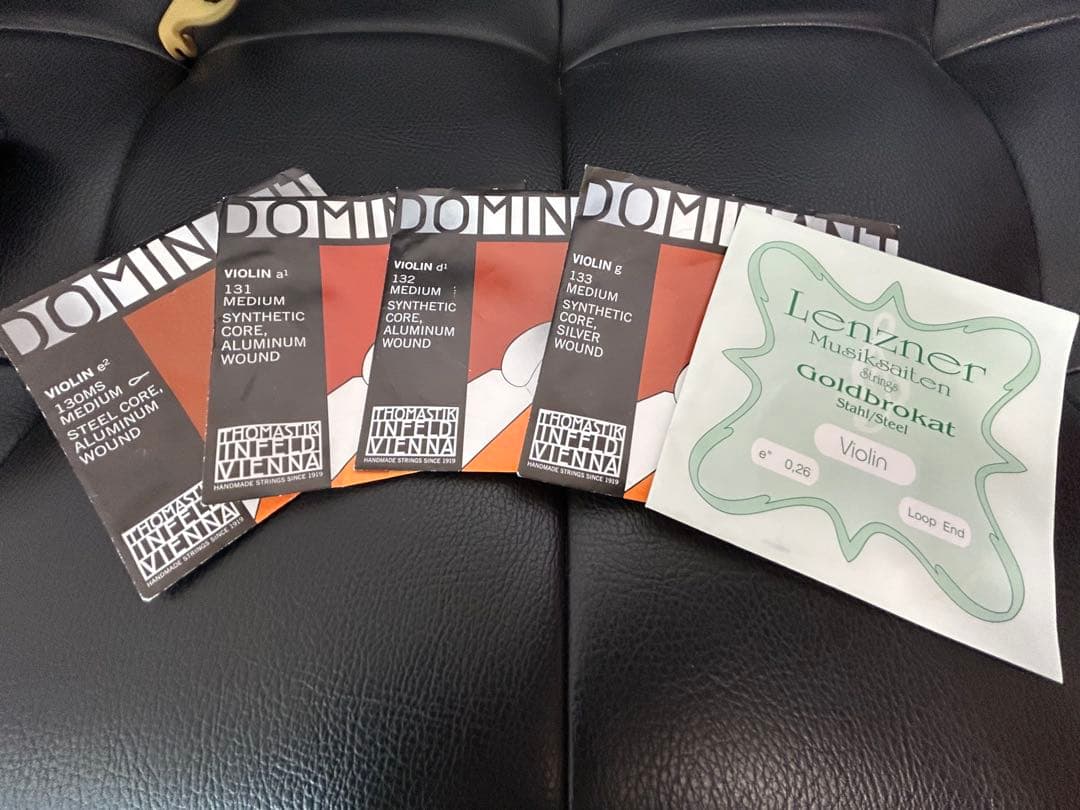 DOMIN
VIOLIN e²
130MS
MEDIUM
STEEL CORE,
ALUMINUM
WOUND
THOMASTIK
INFELD
VIENNA
HANDMADE STRINGS SINCE 1919
DOMIN
VIOLIN a¹
131
MEDIUM
SYNTHETIC
CORE,
ALUMINUM
WOUND
THOMASTIK
INFELD
VIENNA
HANDMADE STRINGS SINCE 1919
DOMIN
VIOLIN d¹
132
MEDIUM
SYNTHETIC
CORE,
ALUMINUM
WOUND
THOMASTIK
INFELD
VIENNA
HANDMADE STRINGS SINCE 1919
DOMINANT
VIOLIN g
133
MEDIUM
SYNTHETIC
CORE,
SILVER
WOUND
THOMASTIK
INFELD
VIENNA
HANDMADE STRINGS SINCE 1919
Lenzner
Musiksaiten
Strings
Goldbrokat
Stahl/Steel
Violin
e" 0,26
Loop End